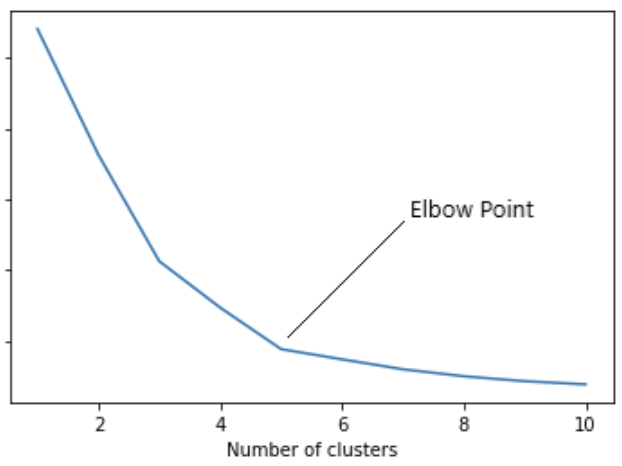 Elbow Point
2 4 6 8 10
Number of clusters